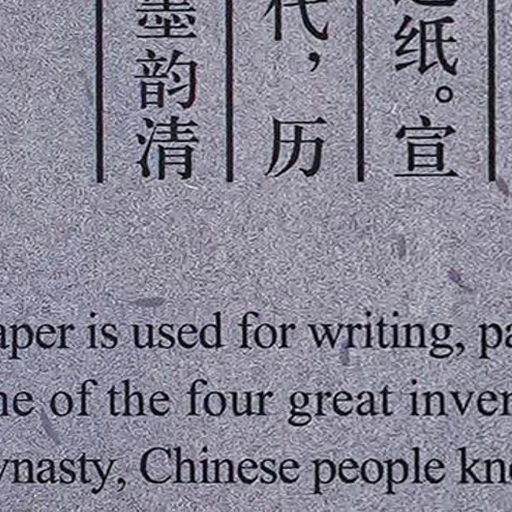 纸。宣
代，历
墨韵清
aper is used for writing, pa
ne of the four great inven
ynasty, Chinese people kno